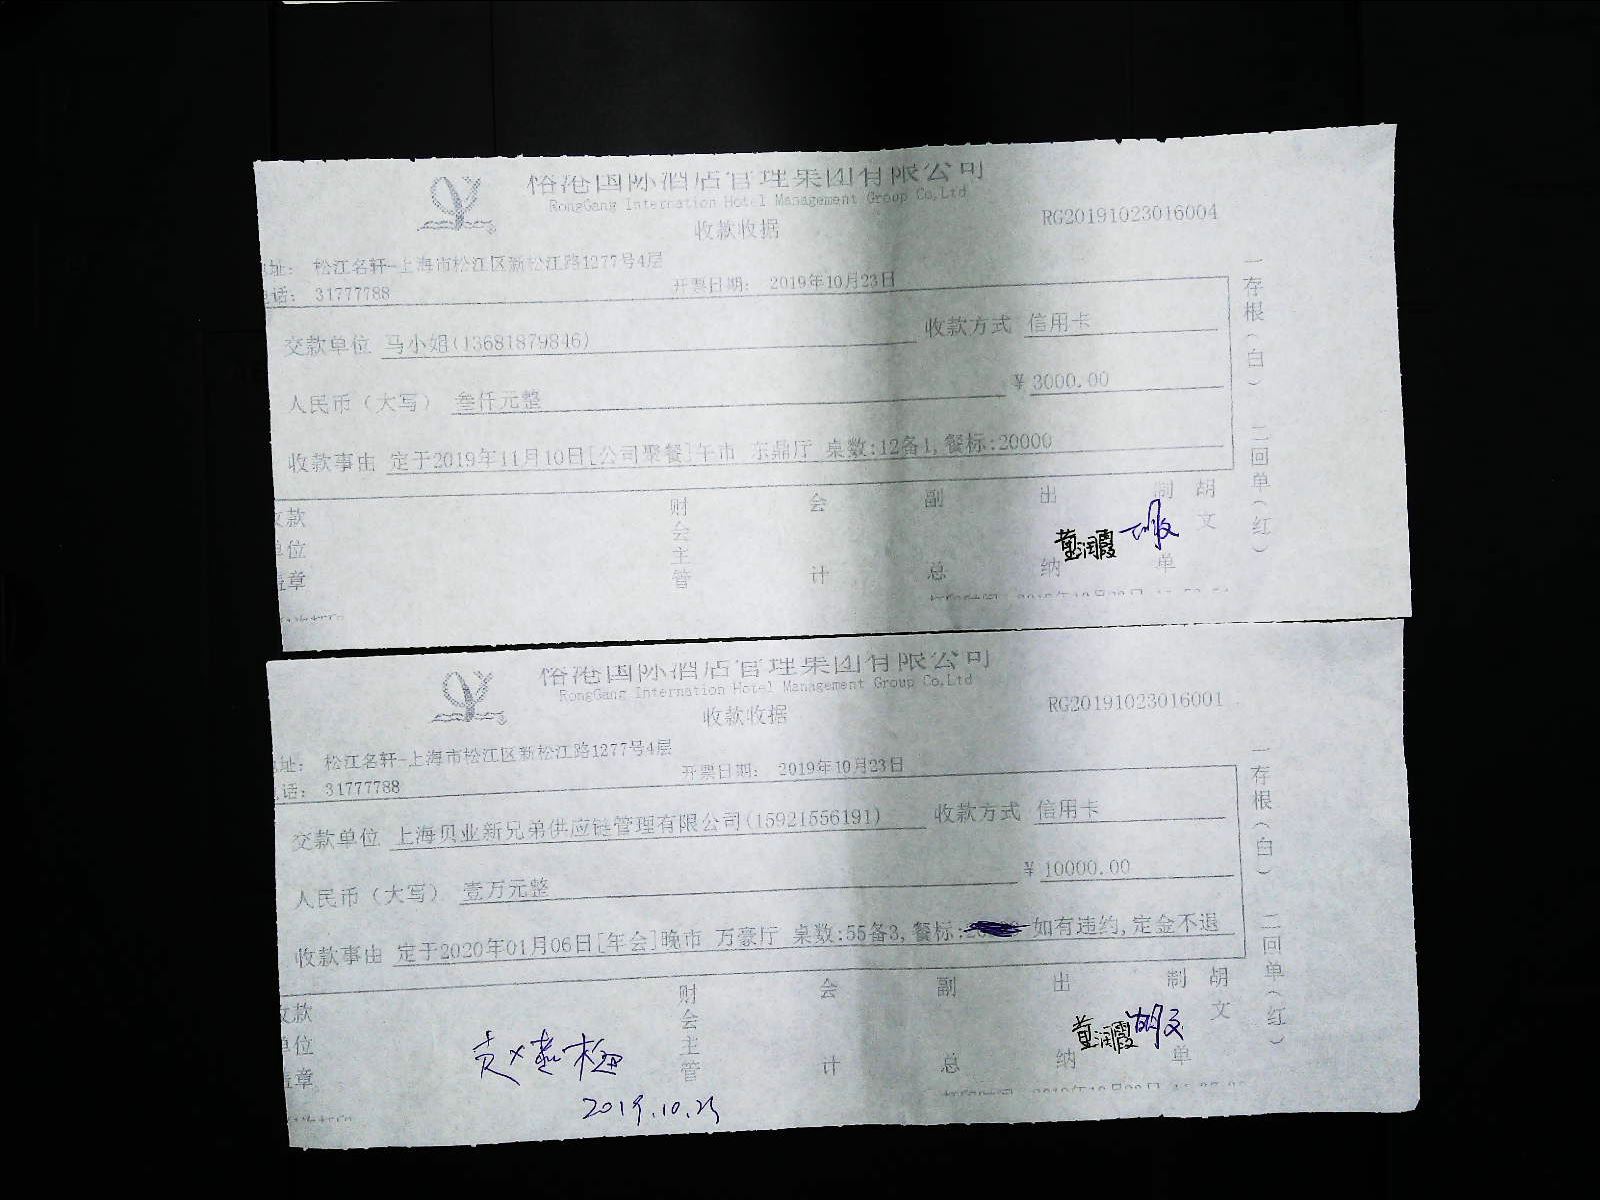 国际酒店管理集团有限公司
RongGang Internation Hotel Management Group Co,Ltd
收款收据
RG20191023016004
址： 松江名轩-上海市松江区新松江路1277号4层
话： 31777788
开票日期： 2019年10月23日
交款单位 马小姐(13681879846) 收款方式 信用卡
人民币（大写） 叁仟元整 ¥ 3000.00
收款事由 定于2019年11月10日[公司聚餐]午市 东鼎厅 桌数:12备1,餐标:20000
款 单位 盖章
财会主管
会计
副总
出纳
制单
胡文
董润霞
一存根（白） 二回单（红）
国际酒店管理集团有限公司
RongGang Internation Hotel Management Group Co,Ltd
收款收据
RG20191023016001
址： 松江名轩-上海市松江区新松江路1277号4层
话： 31777788
开票日期： 2019年10月23日
交款单位 上海贝业新兄弟供应链管理有限公司(15921556191) 收款方式 信用卡
人民币（大写） 壹万元整 ¥ 10000.00
收款事由 定于2020年01月06日[年会]晚市 万豪厅 桌数:55备3,餐标: 如有违约,定金不退
款 单位 盖章
财会主管
会计
副总
出纳
制单
胡文
董润霞 胡文
2019.10.23
一存根（白） 二回单（红）